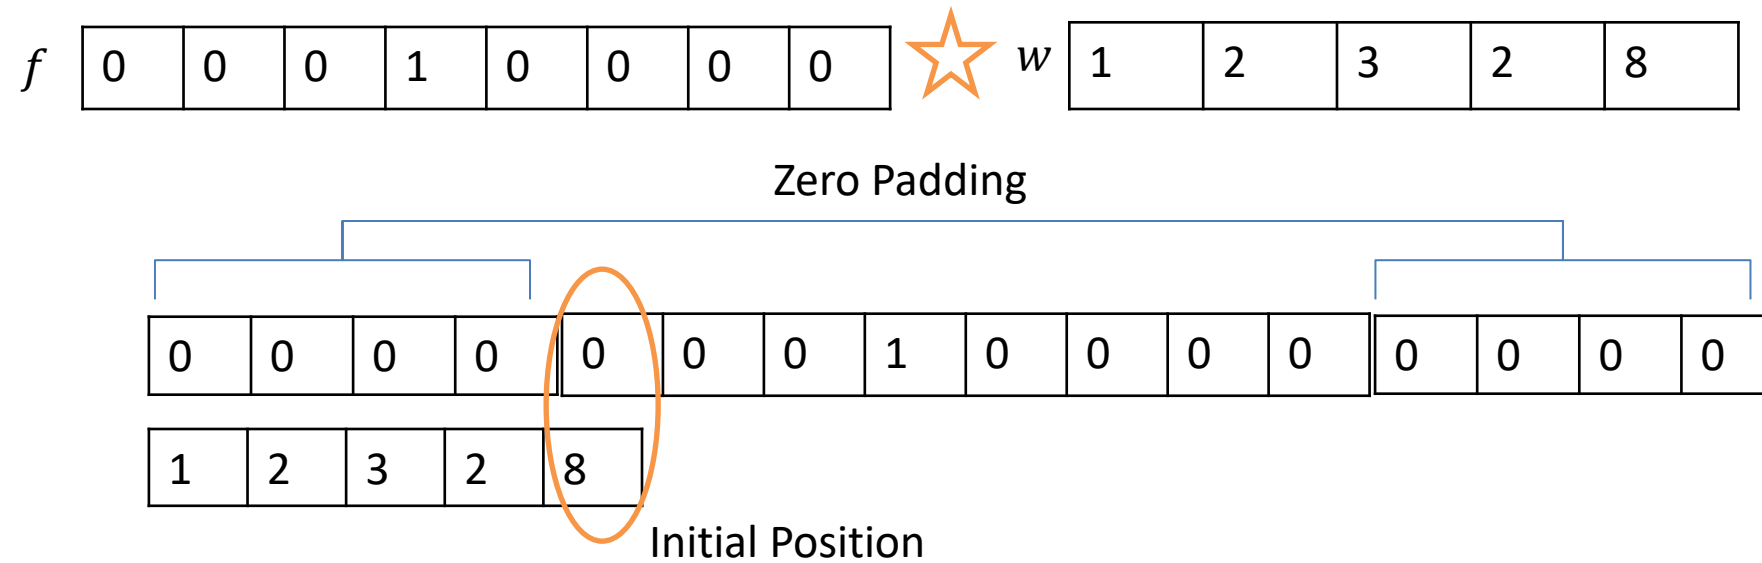 f 0 0 0 1 0 0 0 0 w 1 2 3 2 8
Zero Padding
0 0 0 0 0 0 0 1 0 0 0 0 0 0 0 0
1 2 3 2 8
Initial Position